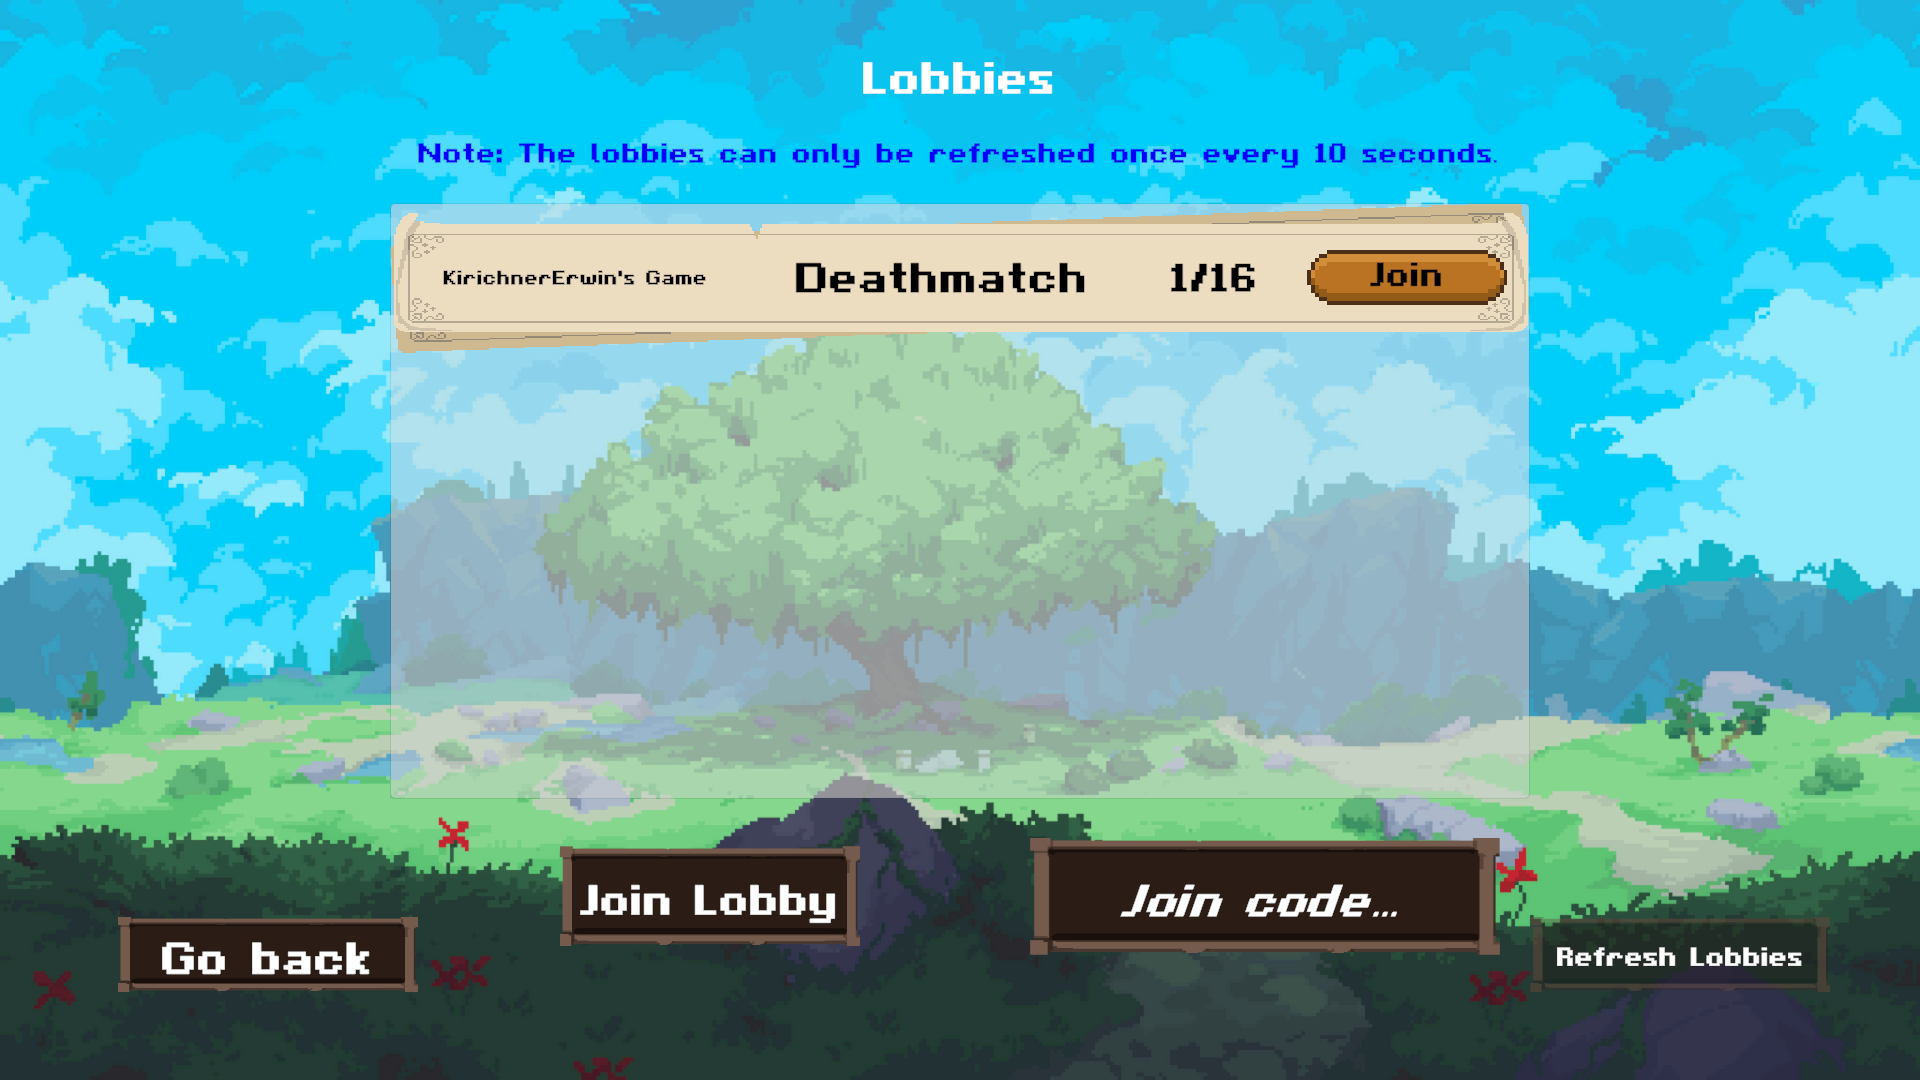 Lobbies
Note: The lobbies can only be refreshed once every 10 seconds.
KirichnerErwin's Game Deathmatch 1/16 Join
Join Lobby
Join code...
Go back
Refresh Lobbies